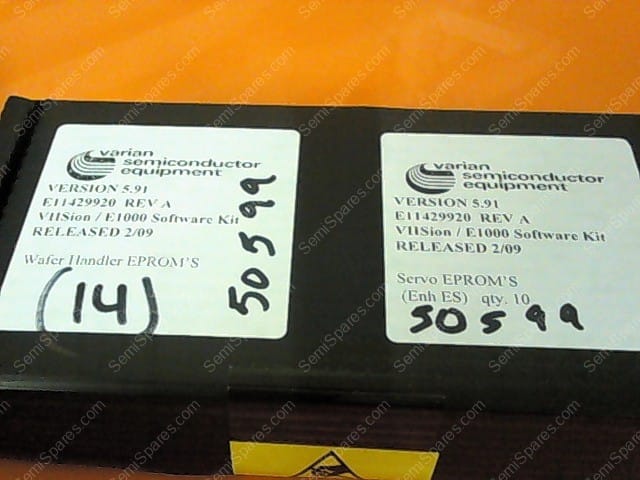 varian
semiconductor
equipment
VERSION 5.91
E11429920 REV A
VIISion / E1000 Software Kit
RELEASED 2/09
Wafer Handler EPROM'S
(14)
50599
varian
semiconductor
equipment
VERSION 5.91
E11429920 REV A
VIISion / E1000 Software Kit
RELEASED 2/09
Servo EPROM'S
(Enh ES) qty. 10
50599
SemiSpares.com